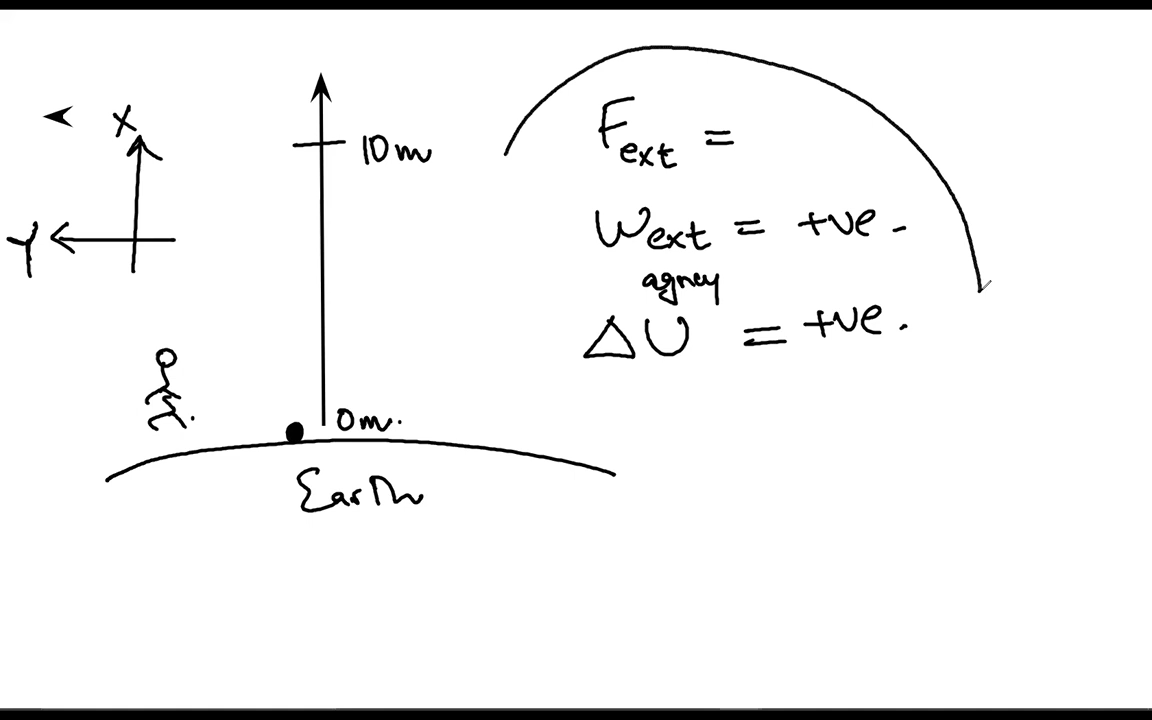 X
10m
Y
0m.
Earth
Fext =
Wext = +ve.
agney
ΔU = +ve.